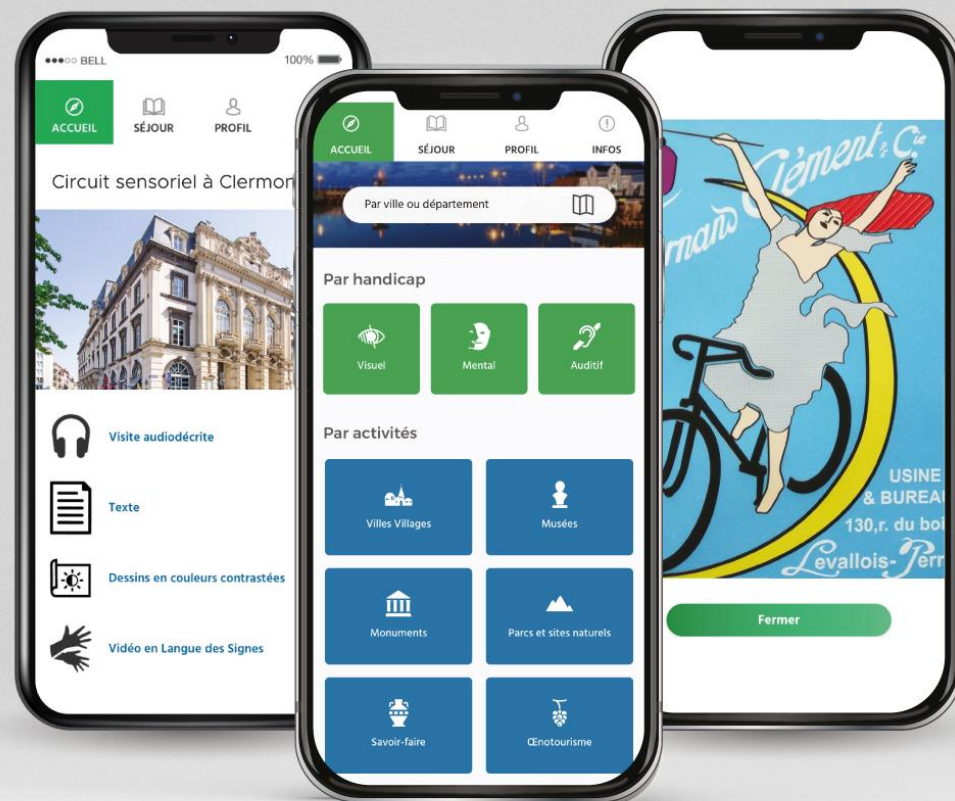 BELL
100%
ACCUEIL
SÉJOUR
PROFIL
Circuit sensoriel à Clermon
Visite audiodécrite
Texte
Dessins en couleurs contrastées
Vidéo en Langue des Signes
ACCUEIL
SÉJOUR
PROFIL
INFOS
Par ville ou département
Par handicap
Visuel
Mental
Auditif
Par activités
Villes Villages
Musées
Monuments
Parcs et sites naturels
Savoir-faire
Œnotourisme
Clément & Cie
USINE
& BUREAU
130,r. du boi
Levallois-Perr
Fermer